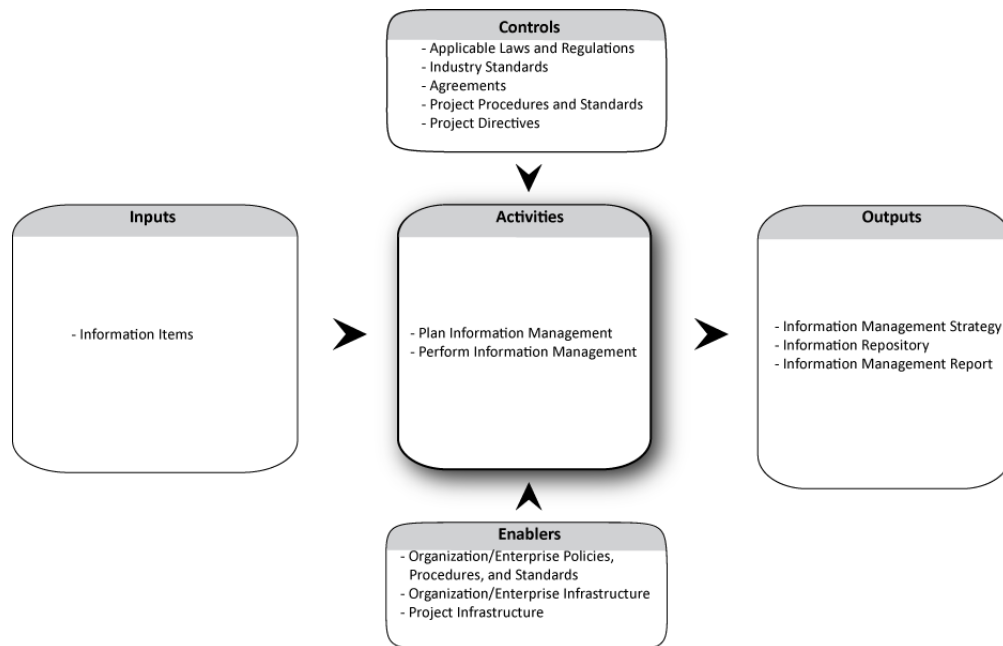 Controls
- Applicable Laws and Regulations
- Industry Standards
- Agreements
- Project Procedures and Standards
- Project Directives
Inputs
- Information Items
Activities
- Plan Information Management
- Perform Information Management
Outputs
- Information Management Strategy
- Information Repository
- Information Management Report
Enablers
- Organization/Enterprise Policies,
Procedures, and Standards
- Organization/Enterprise Infrastructure
- Project Infrastructure